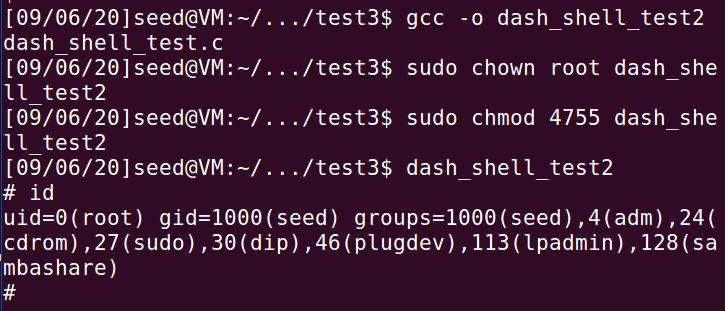 [09/06/20]seed@VM:~/.../test3$ gcc -o dash_shell_test2
dash_shell_test.c
[09/06/20]seed@VM:~/.../test3$ sudo chown root dash_she
ll_test2
[09/06/20]seed@VM:~/.../test3$ sudo chmod 4755 dash_she
ll_test2
[09/06/20]seed@VM:~/.../test3$ dash_shell_test2
# id
uid=0(root) gid=1000(seed) groups=1000(seed),4(adm),24(
cdrom),27(sudo),30(dip),46(plugdev),113(lpadmin),128(sa
mbashare)
#